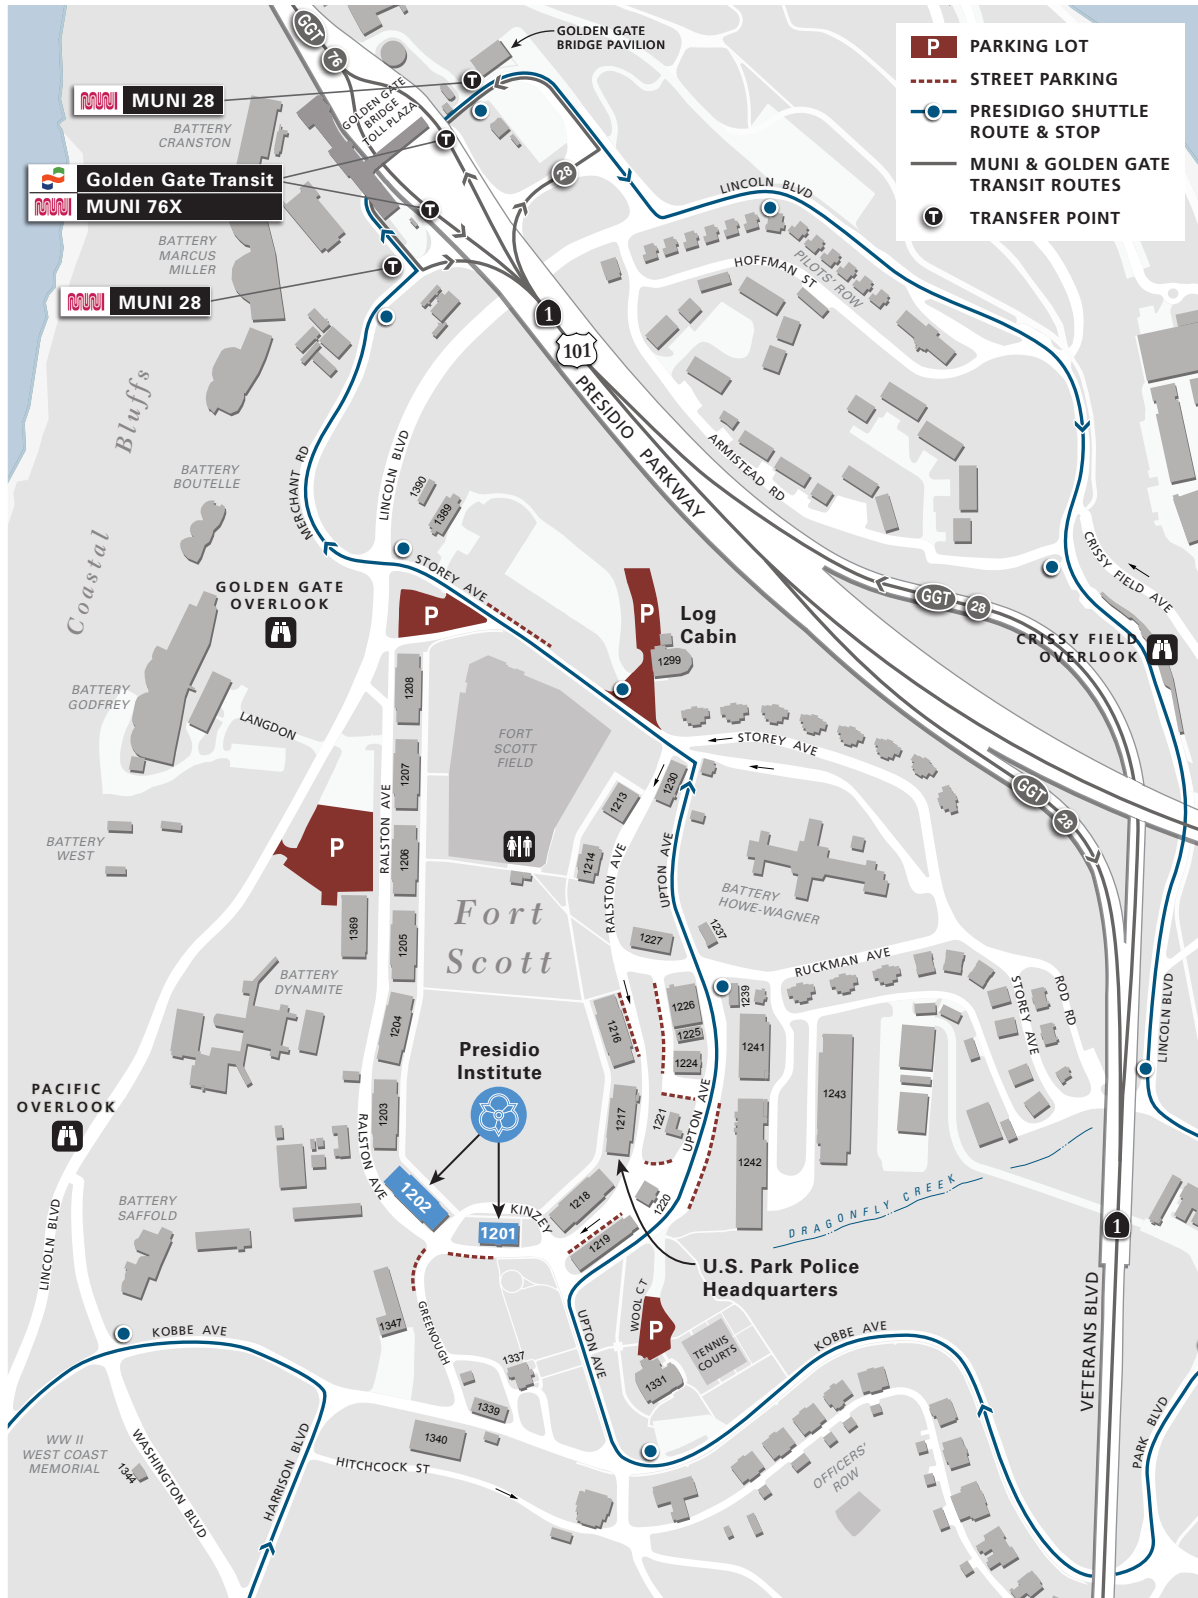 GGT
76
GOLDEN GATE
BRIDGE PAVILION
P
PARKING LOT
STREET PARKING
PRESIDIGO SHUTTLE
ROUTE & STOP
MUNI & GOLDEN GATE
TRANSIT ROUTES
T
TRANSFER POINT
MUNI
MUNI 28
T
GOLDEN GATE
BRIDGE
TOLL PLAZA
BATTERY
CRANSTON
T
Golden Gate Transit
MUNI
MUNI 76X
28
LINCOLN BLVD
T
BATTERY
MARCUS
MILLER
T
MUNI
MUNI 28
HOFFMAN ST
PILOTS' ROW
1
101
PRESIDIO PARKWAY
Coastal Bluffs
MERCHANT RD
LINCOLN BLVD
ARMISTEAD RD
BATTERY
BOUTELLE
1390
1389
STOREY AVE
CRISSY FIELD AVE
GOLDEN GATE
OVERLOOK
P
P
Log
Cabin
1299
GGT
28
CRISSY FIELD
OVERLOOK
BATTERY
GODFREY
LANGDON
1208
FORT
SCOTT
FIELD
STOREY AVE
1207
1230
1213
GGT
28
RALSTON AVE
P
BATTERY
WEST
1206
1214
RALSTON AVE
UPTON AVE
BATTERY
HOWE-WAGNER
Fort
Scott
1369
1205
1227
1237
RUCKMAN AVE
BATTERY
DYNAMITE
1239
STOREY AVE
ROD RD
LINCOLN BLVD
1204
1216
1226
1225
1224
1241
Presidio
Institute
PACIFIC
OVERLOOK
1203
RALSTON AVE
1217
1221
UPTON AVE
1243
1242
1202
1218
1220
KINZEY
1201
1219
DRAGONFLY CREEK
BATTERY
SAFFOLD
LINCOLN BLVD
1
U.S. Park Police
Headquarters
WOOL CT
P
VETERANS BLVD
1347
GREENOUGH
KOBBE AVE
UPTON AVE
TENNIS
COURTS
KOBBE AVE
1337
1331
1339
1340
PARK BLVD
WW II
WEST COAST
MEMORIAL
1344
WASHINGTON BLVD
HARRISON BLVD
HITCHCOCK ST
OFFICERS'
ROW